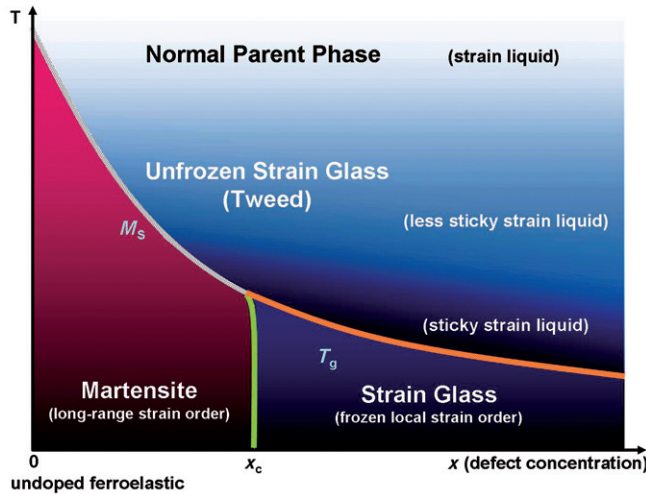 T
Normal Parent Phase
(strain liquid)
Unfrozen Strain Glass
(Tweed)
(less sticky strain liquid)
Ms
(sticky strain liquid)
Tg
Martensite
(long-range strain order)
Strain Glass
(frozen local strain order)
0
xc
x (defect concentration)
undoped ferroelastic